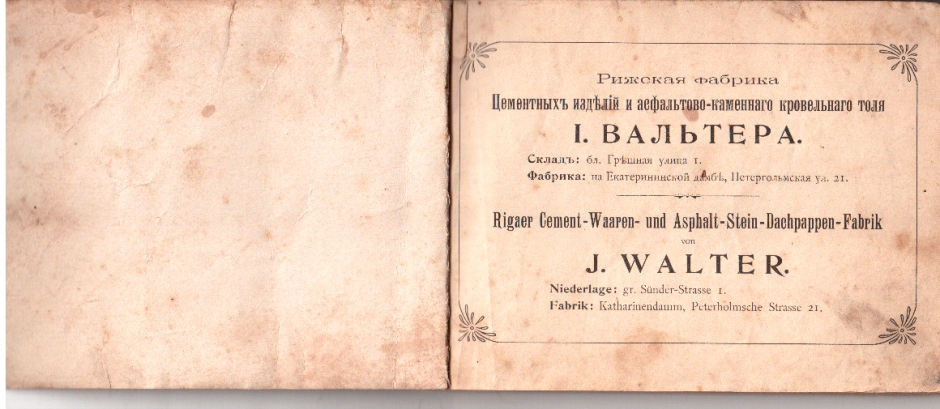 Рижская фабрика
Цементныхъ издѣлій и асфальтово-каменнаго кровельнаго толя
І. ВАЛЬТЕРА.
Складъ: бл. Грѣшная улица 1.
Фабрика: на Екатерининской дамбѣ, Петергольмская ул. 21.
Rigaer Cement-Waaren- und Asphalt-Stein-Dachpappen-Fabrik
von
J. WALTER.
Niederlage: gr. Sünder-Strasse 1.
Fabrik: Katharinendamm, Peterholmsche Strasse 21.